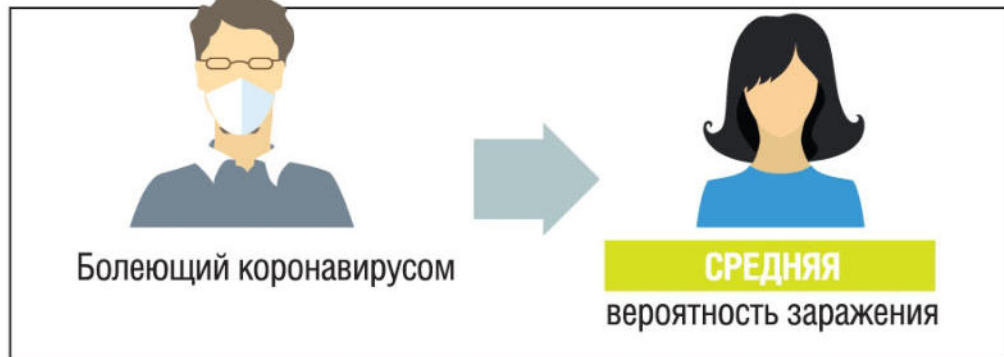 Болеющий коронавирусом
СРЕДНЯЯ
вероятность заражения